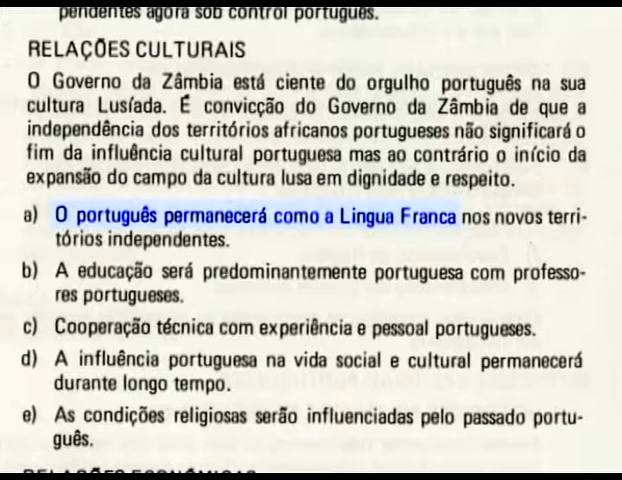 pendentes agora sob control português.
RELAÇÕES CULTURAIS
O Governo da Zâmbia está ciente do orgulho português na sua
cultura Lusíada. É convicção do Governo da Zâmbia de que a
independência dos territórios africanos portugueses não significará o
fim da influência cultural portuguesa mas ao contrário o início da
expansão do campo da cultura lusa em dignidade e respeito.
a) O português permanecerá como a Lingua Franca nos novos terri-
tórios independentes.
b) A educação será predominantemente portuguesa com professo-
res portugueses.
c) Cooperação técnica com experiência e pessoal portugueses.
d) A influência portuguesa na vida social e cultural permanecerá
durante longo tempo.
e) As condições religiosas serão influenciadas pelo passado portu-
guês.
RELAÇÕES ECONÓMICAS